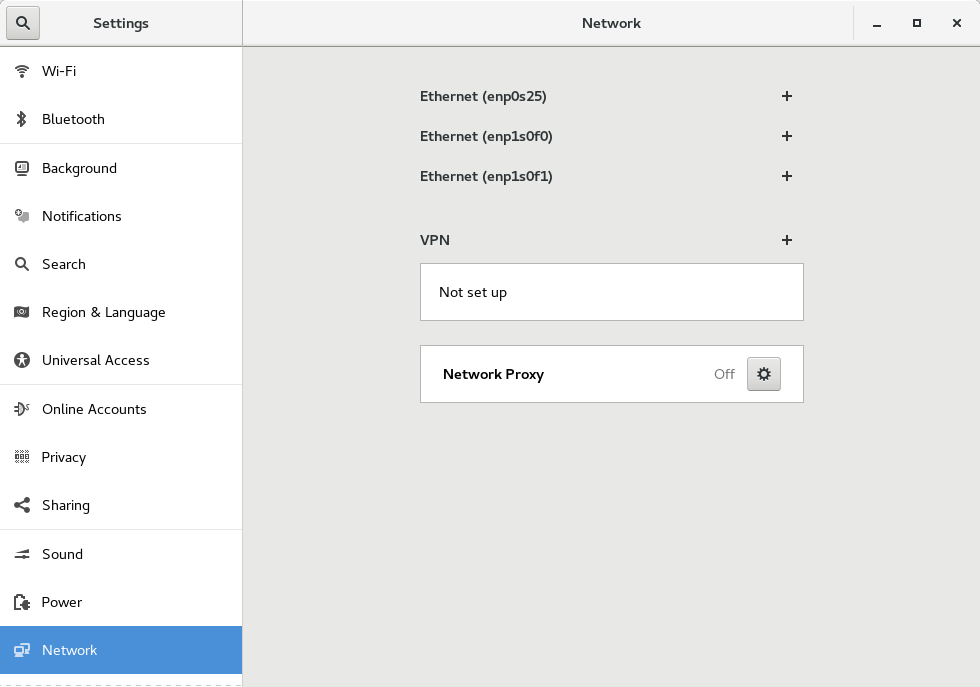 Settings
Network
Wi-Fi
Bluetooth
Background
Notifications
Search
Region & Language
Universal Access
Online Accounts
Privacy
Sharing
Sound
Power
Network
Ethernet (enp0s25)
Ethernet (enp1s0f0)
Ethernet (enp1s0f1)
VPN
Not set up
Network Proxy Off